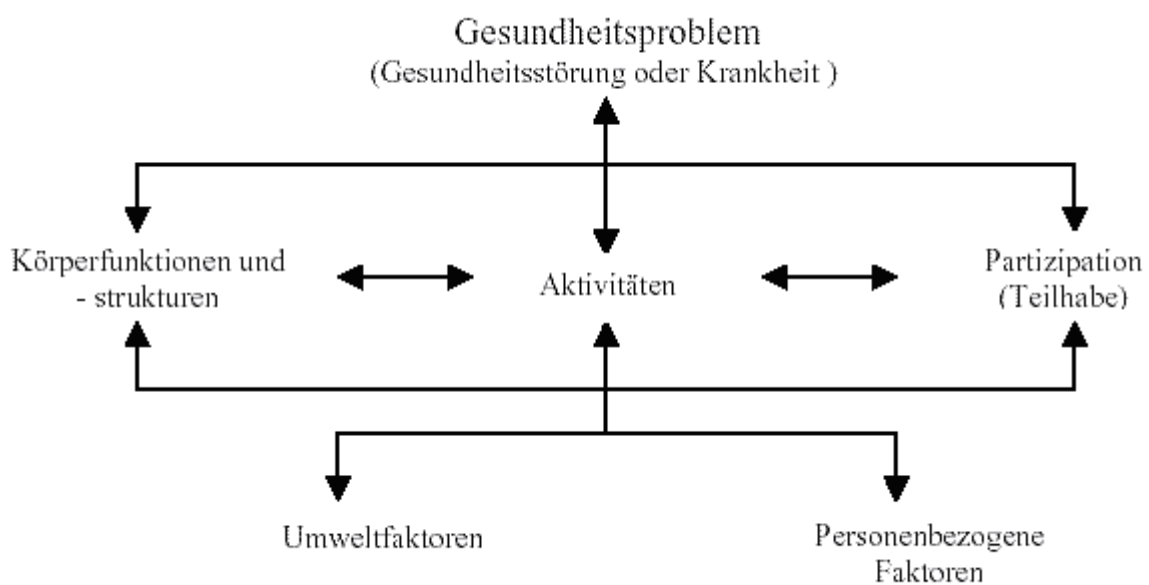 Gesundheitsproblem
(Gesundheitsstörung oder Krankheit )
Körperfunktionen und
- strukturen
Aktivitäten
Partizipation
(Teilhabe)
Umweltfaktoren
Personenbezogene
Faktoren